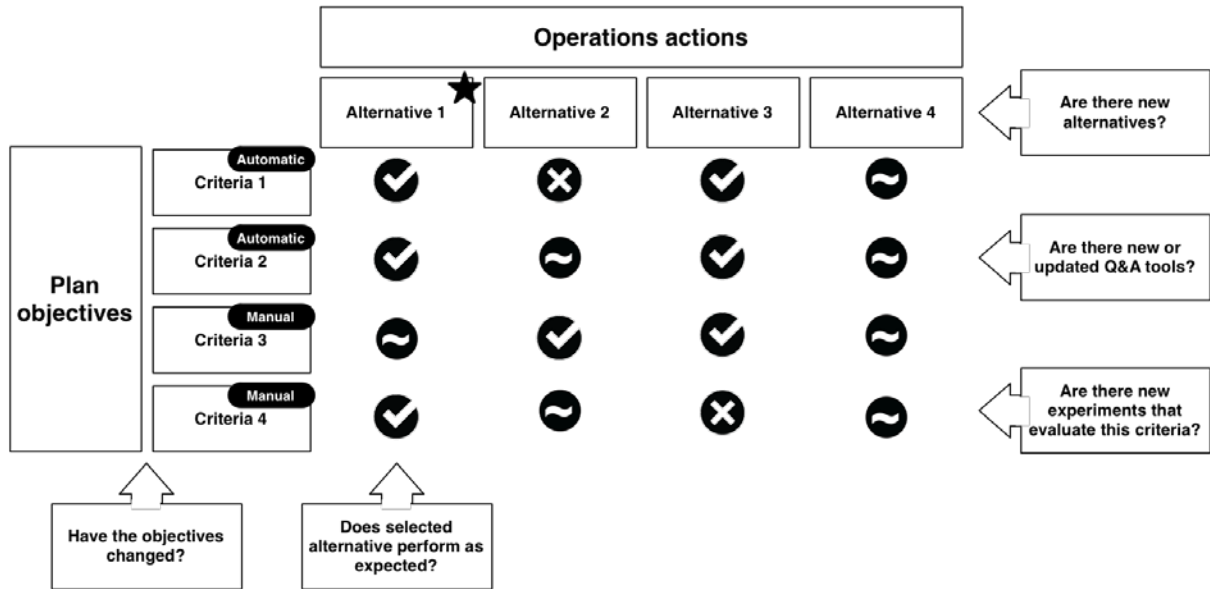 Operations actions
Alternative 1
Alternative 2
Alternative 3
Alternative 4
Are there new
alternatives?
Plan
objectives
Automatic
Criteria 1
Automatic
Criteria 2
Are there new or
updated Q&A tools?
Manual
Criteria 3
Manual
Criteria 4
Are there new
experiments that
evaluate this criteria?
Have the objectives
changed?
Does selected
alternative perform as
expected?